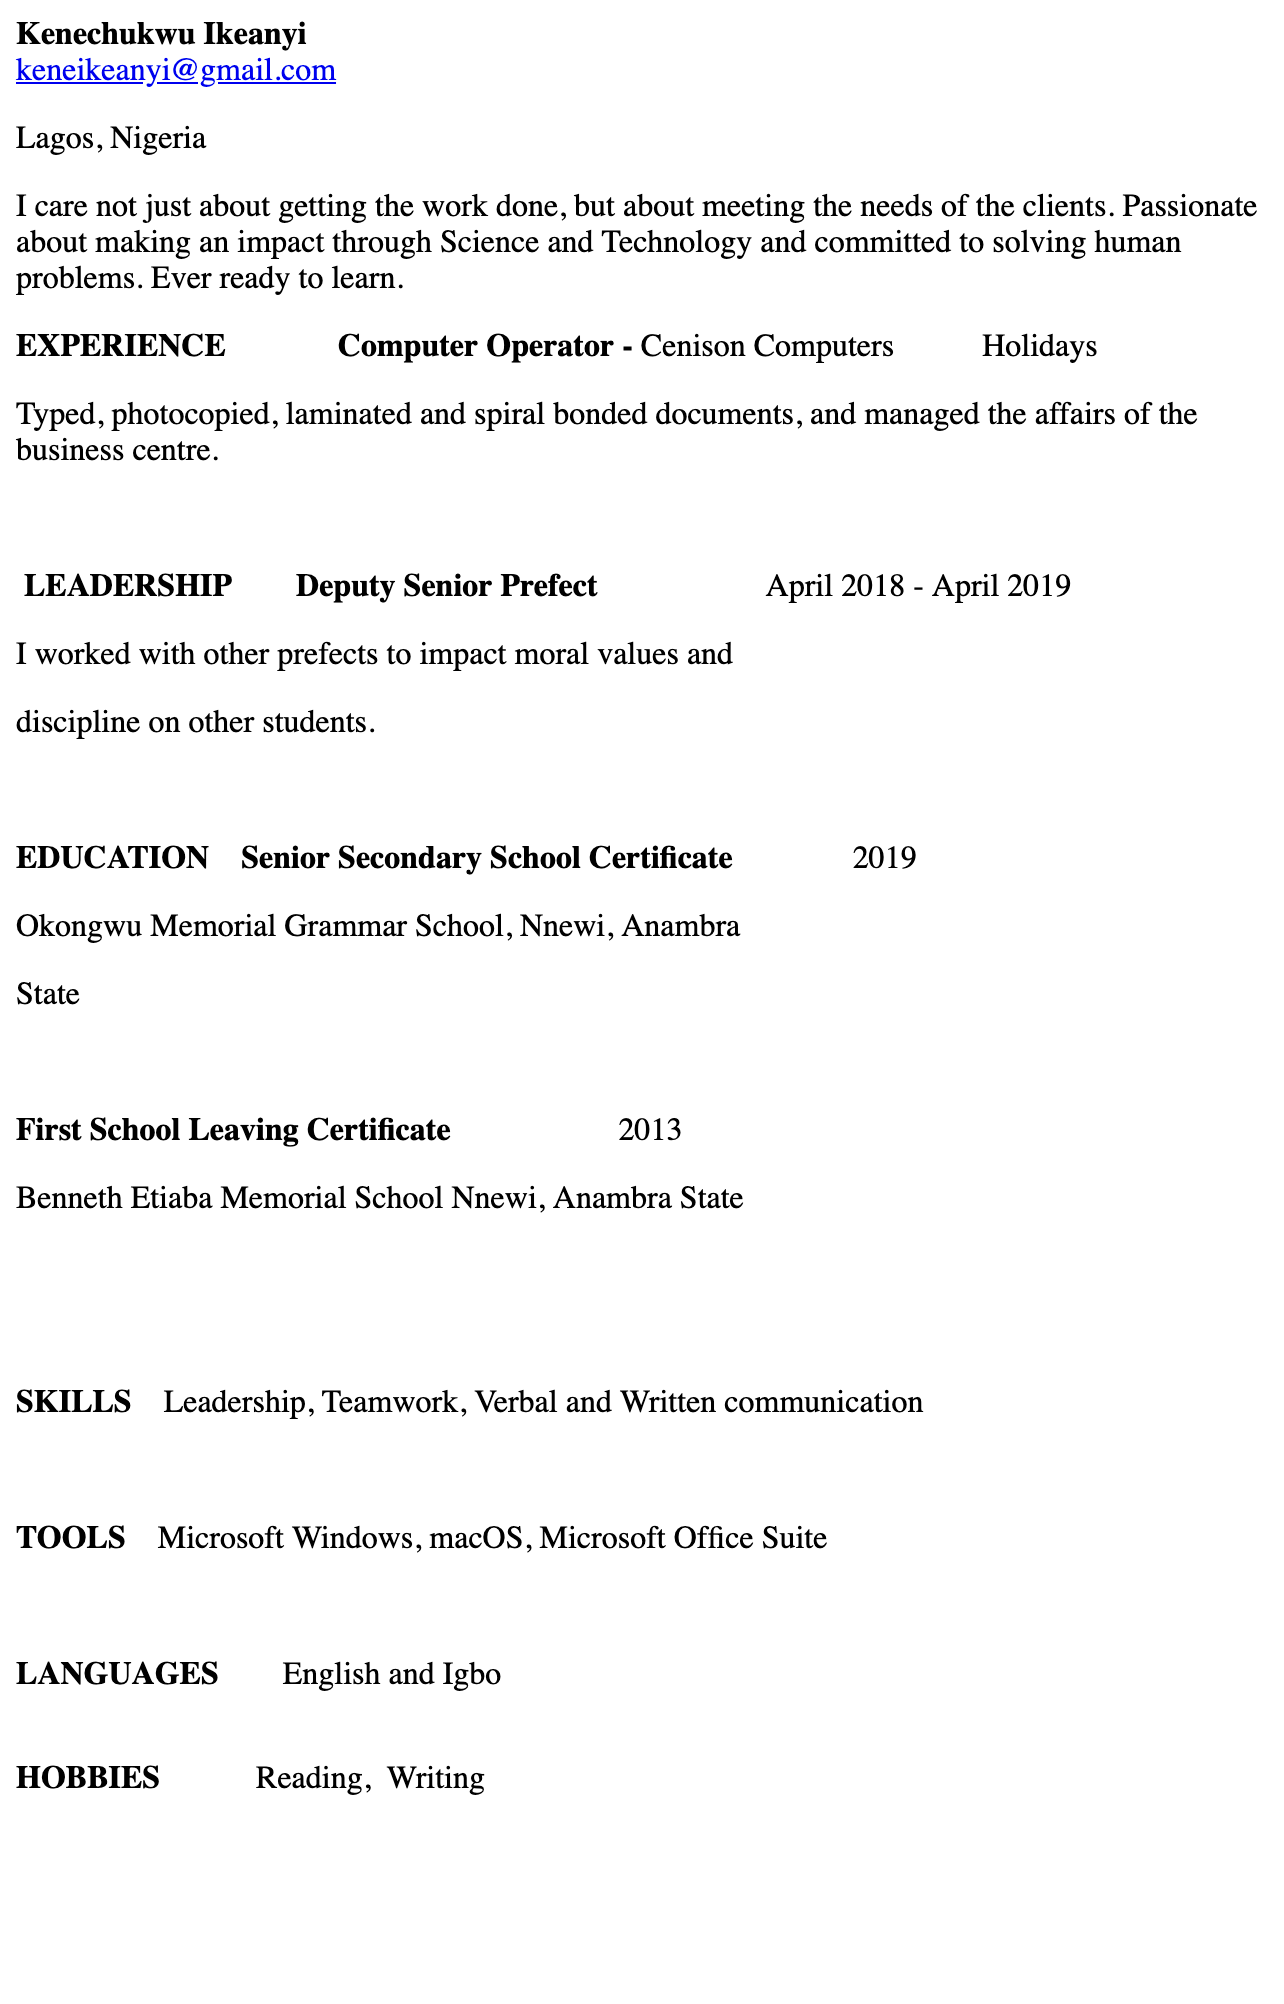 Kenechukwu Ikeanyi
keneikeanyi@gmail.com
Lagos, Nigeria
I care not just about getting the work done, but about meeting the needs of the clients. Passionate
about making an impact through Science and Technology and committed to solving human
problems. Ever ready to learn.
EXPERIENCE Computer Operator - Cenison Computers Holidays
Typed, photocopied, laminated and spiral bonded documents, and managed the affairs of the
business centre.
LEADERSHIP Deputy Senior Prefect April 2018 - April 2019
I worked with other prefects to impact moral values and
discipline on other students.
EDUCATION Senior Secondary School Certificate 2019
Okongwu Memorial Grammar School, Nnewi, Anambra
State
First School Leaving Certificate 2013
Benneth Etiaba Memorial School Nnewi, Anambra State
SKILLS Leadership, Teamwork, Verbal and Written communication
TOOLS Microsoft Windows, macOS, Microsoft Office Suite
LANGUAGES English and Igbo
HOBBIES Reading, Writing